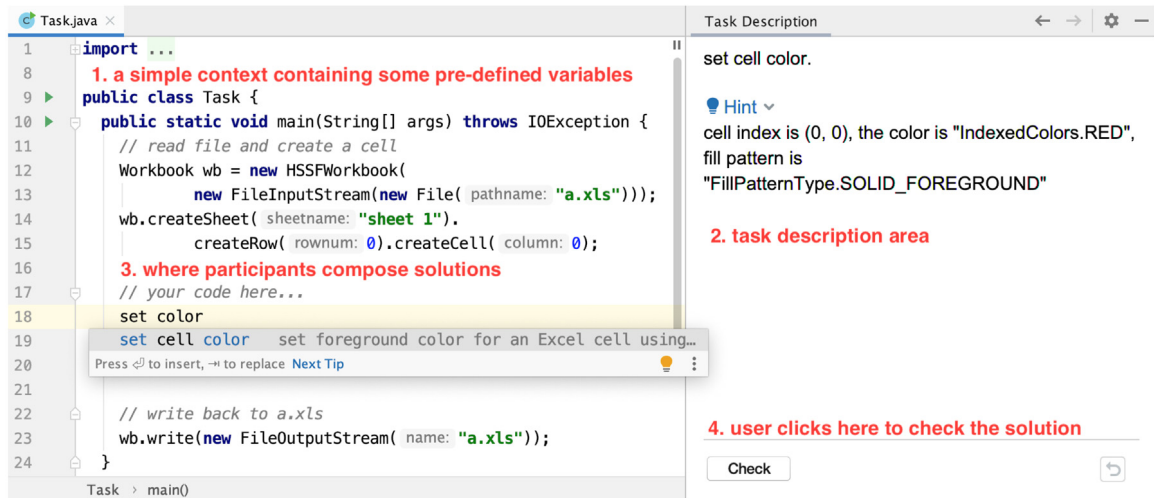 Task.java
1 import ...
8 1. a simple context containing some pre-defined variables
9 public class Task {
10 public static void main(String[] args) throws IOException {
11 // read file and create a cell
12 Workbook wb = new HSSFWorkbook(
13 new FileInputStream(new File( pathname: "a.xls")));
14 wb.createSheet( sheetname: "sheet 1").
15 createRow( rownum: 0).createCell( column: 0);
16 3. where participants compose solutions
17 // your code here...
18 set color
19 set cell color set foreground color for an Excel cell using…
20 Press ⏎ to insert, ⇥ to replace Next Tip
21
22 // write back to a.xls
23 wb.write(new FileOutputStream( name: "a.xls"));
24 }
Task > main()
Task Description
set cell color.
Hint
cell index is (0, 0), the color is "IndexedColors.RED",
fill pattern is
"FillPatternType.SOLID_FOREGROUND"
2. task description area
4. user clicks here to check the solution
Check